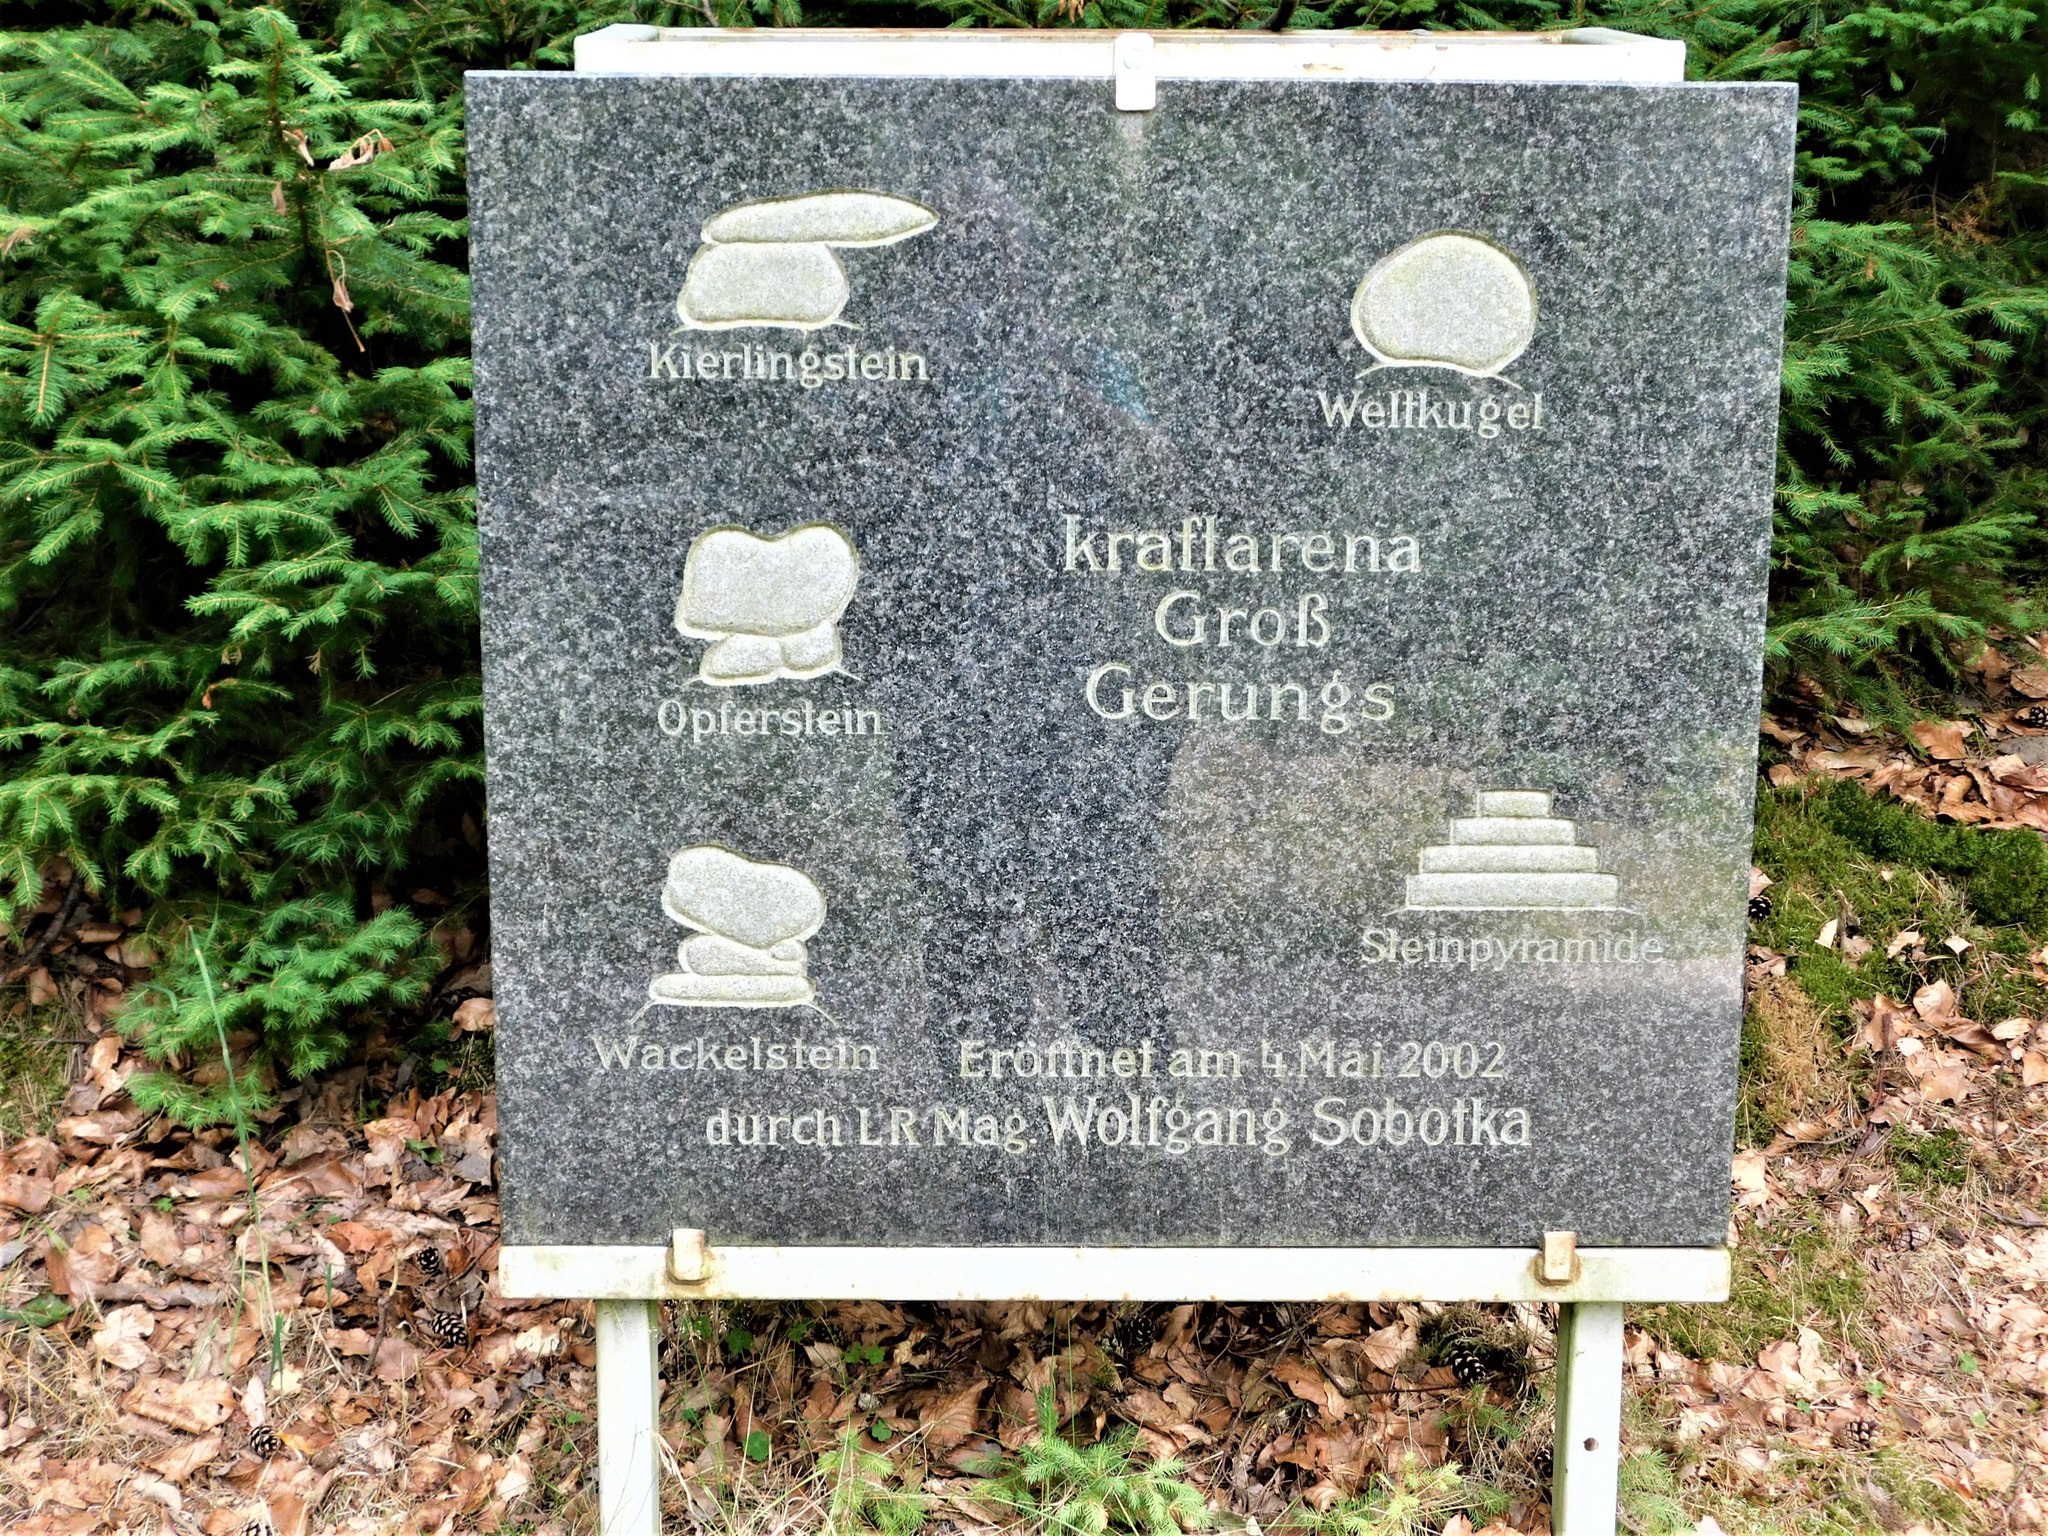 Kierlingstein
Weltkugel
kraftarena
Groß
Gerungs
Opferstein
Steinpyramide
Wackelstein
Eröffnet am 4. Mai 2002
durch LR Mag. Wolfgang Sobotka